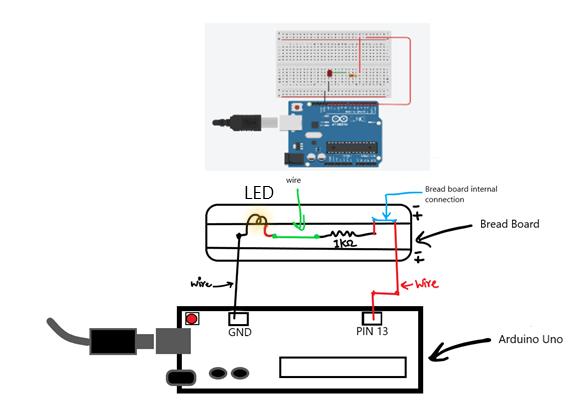 LED
wire
Bread board internal
connection
Bread Board
1KΩ
wire
wire
GND
PIN 13
Arduino Uno